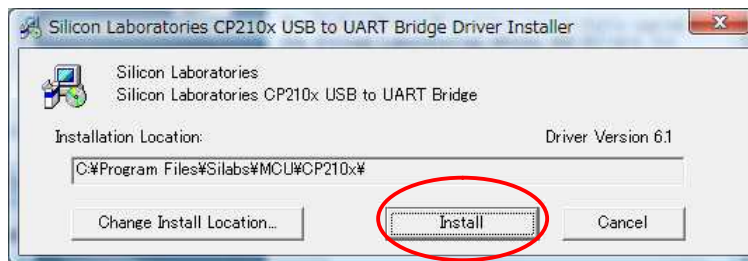 Silicon Laboratories CP210x USB to UART Bridge Driver Installer
Silicon Laboratories
Silicon Laboratories CP210x USB to UART Bridge
Installation Location:
Driver Version 6.1
C:¥Program Files¥Silabs¥MCU¥CP210x¥
Change Install Location...
Install
Cancel